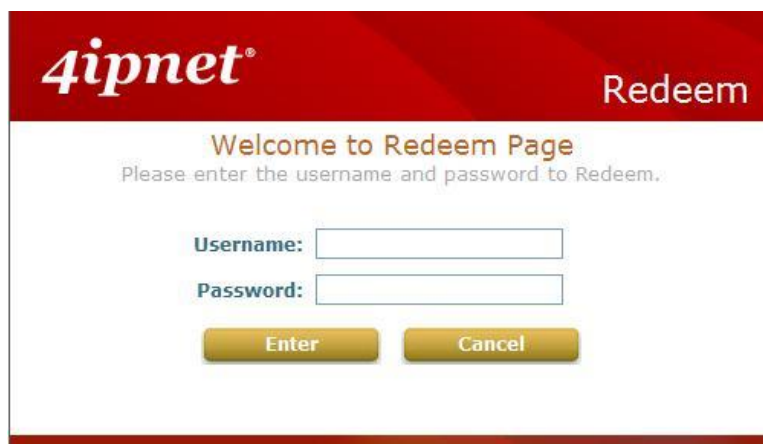 4ipnet®
Redeem
Welcome to Redeem Page
Please enter the username and password to Redeem.
Username:
Password:
Enter Cancel